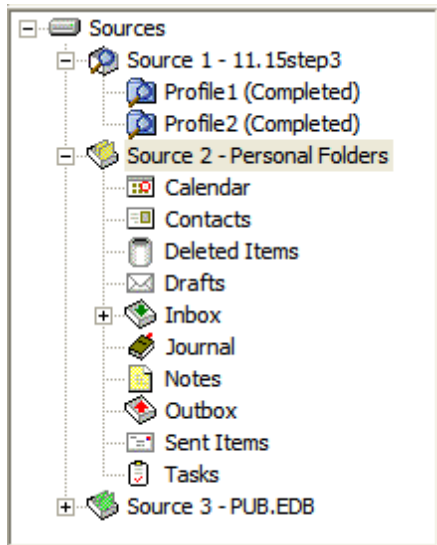 Sources
Source 1 - 11.15step3
Profile1 (Completed)
Profile2 (Completed)
Source 2 - Personal Folders
Calendar
Contacts
Deleted Items
Drafts
Inbox
Journal
Notes
Outbox
Sent Items
Tasks
Source 3 - PUB.EDB